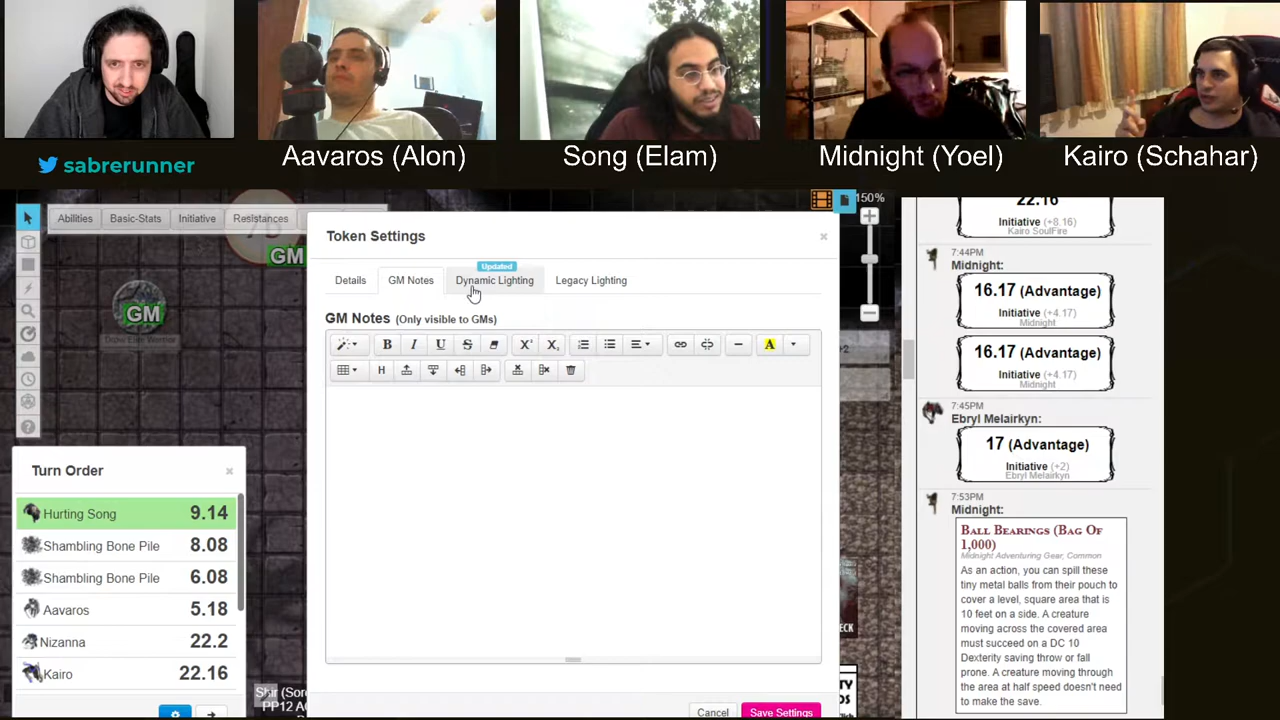 sabrerunner
Aavaros (Alon)
Song (Elam)
Midnight (Yoel)
Kairo (Schahar)
Abilities
Basic-Stats
Initiative
Resistances
GM
GM
150%
Token Settings
×
Updated
Details
GM Notes
Dynamic Lighting
Legacy Lighting
GM Notes (Only visible to GMs)
B
I
U
S
X
X
A
H
Cancel
Save Settings
Turn Order
×
Hurting Song 9.14
Shambling Bone Pile 8.08
Shambling Bone Pile 6.08
Aavaros 5.18
Nizanna 22.2
Kairo 22.16
22.16
Initiative (+8.16)
Kairo SoulFire
7:44PM
Midnight:
16.17 (Advantage)
Initiative (+4.17)
Midnight
16.17 (Advantage)
Initiative (+4.17)
Midnight
7:45PM
Ebryl Melairkyn:
17 (Advantage)
Initiative (+2)
Ebryl Melairkyn
7:53PM
Midnight:
Ball Bearings (Bag Of
1,000)
Midnight Adventuring Gear, Common
As an action, you can spill these
tiny metal balls from their pouch to
cover a level, square area that is
10 feet on a side. A creature
moving across the covered area
must succeed on a DC 10
Dexterity saving throw or fall
prone. A creature moving through
the area at half speed doesn't need
to make the save.